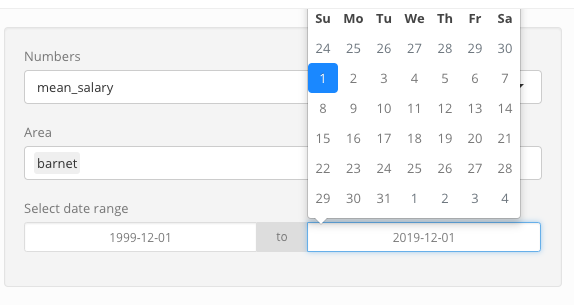 Su Mo Tu We Th Fr Sa
24 25 26 27 28 29 30
1 2 3 4 5 6 7
8 9 10 11 12 13 14
15 16 17 18 19 20 21
22 23 24 25 26 27 28
29 30 31 1 2 3 4
Numbers
mean_salary
Area
barnet
Select date range
1999-12-01 to 2019-12-01